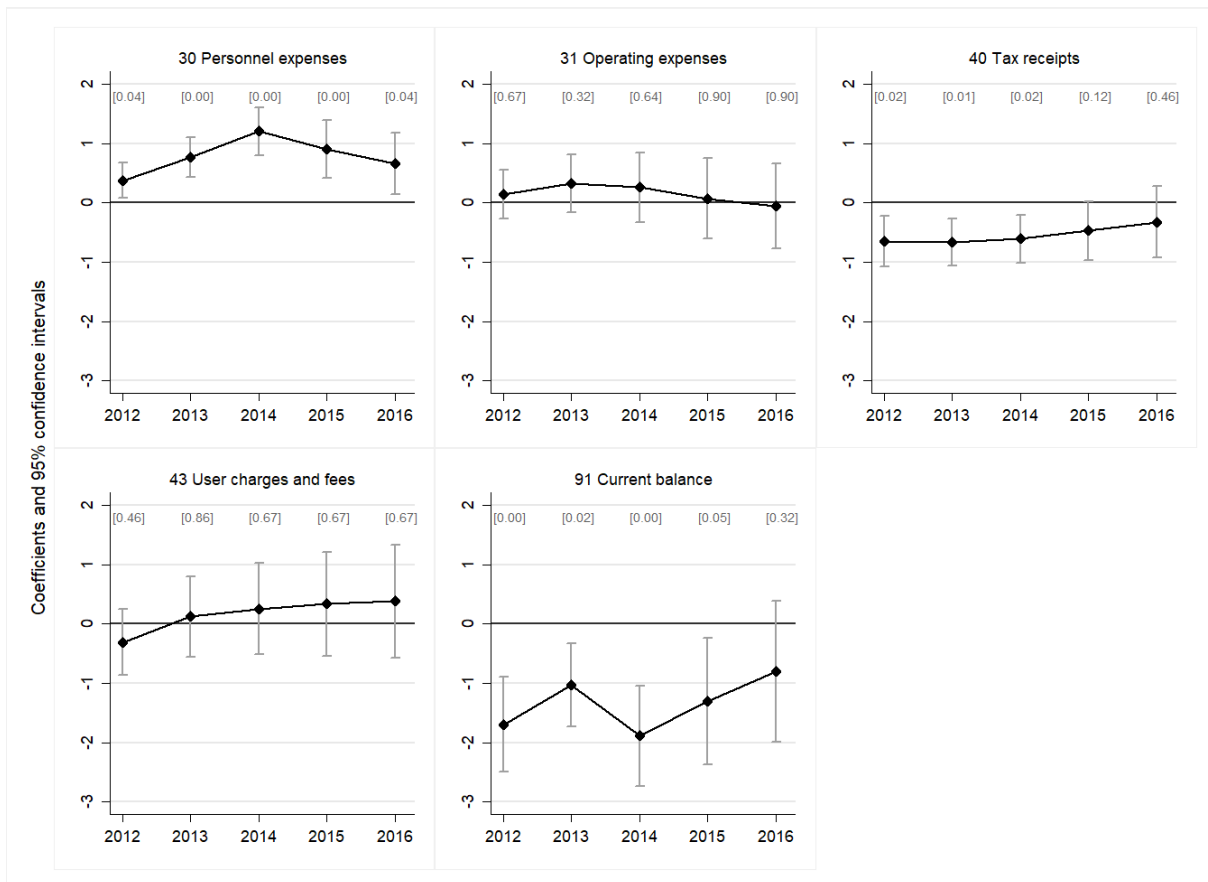 Coefficients and 95% confidence intervals
30 Personnel expenses
2
[0.04] [0.00] [0.00] [0.00] [0.04]
1
0
-1
-2
-3
2012 2013 2014 2015 2016
31 Operating expenses
2
[0.67] [0.32] [0.64] [0.90] [0.90]
1
0
-1
-2
-3
2012 2013 2014 2015 2016
40 Tax receipts
2
[0.02] [0.01] [0.02] [0.12] [0.46]
1
0
-1
-2
-3
2012 2013 2014 2015 2016
43 User charges and fees
2
[0.46] [0.86] [0.67] [0.67] [0.67]
1
0
-1
-2
-3
2012 2013 2014 2015 2016
91 Current balance
2
[0.00] [0.02] [0.00] [0.05] [0.32]
1
0
-1
-2
-3
2012 2013 2014 2015 2016